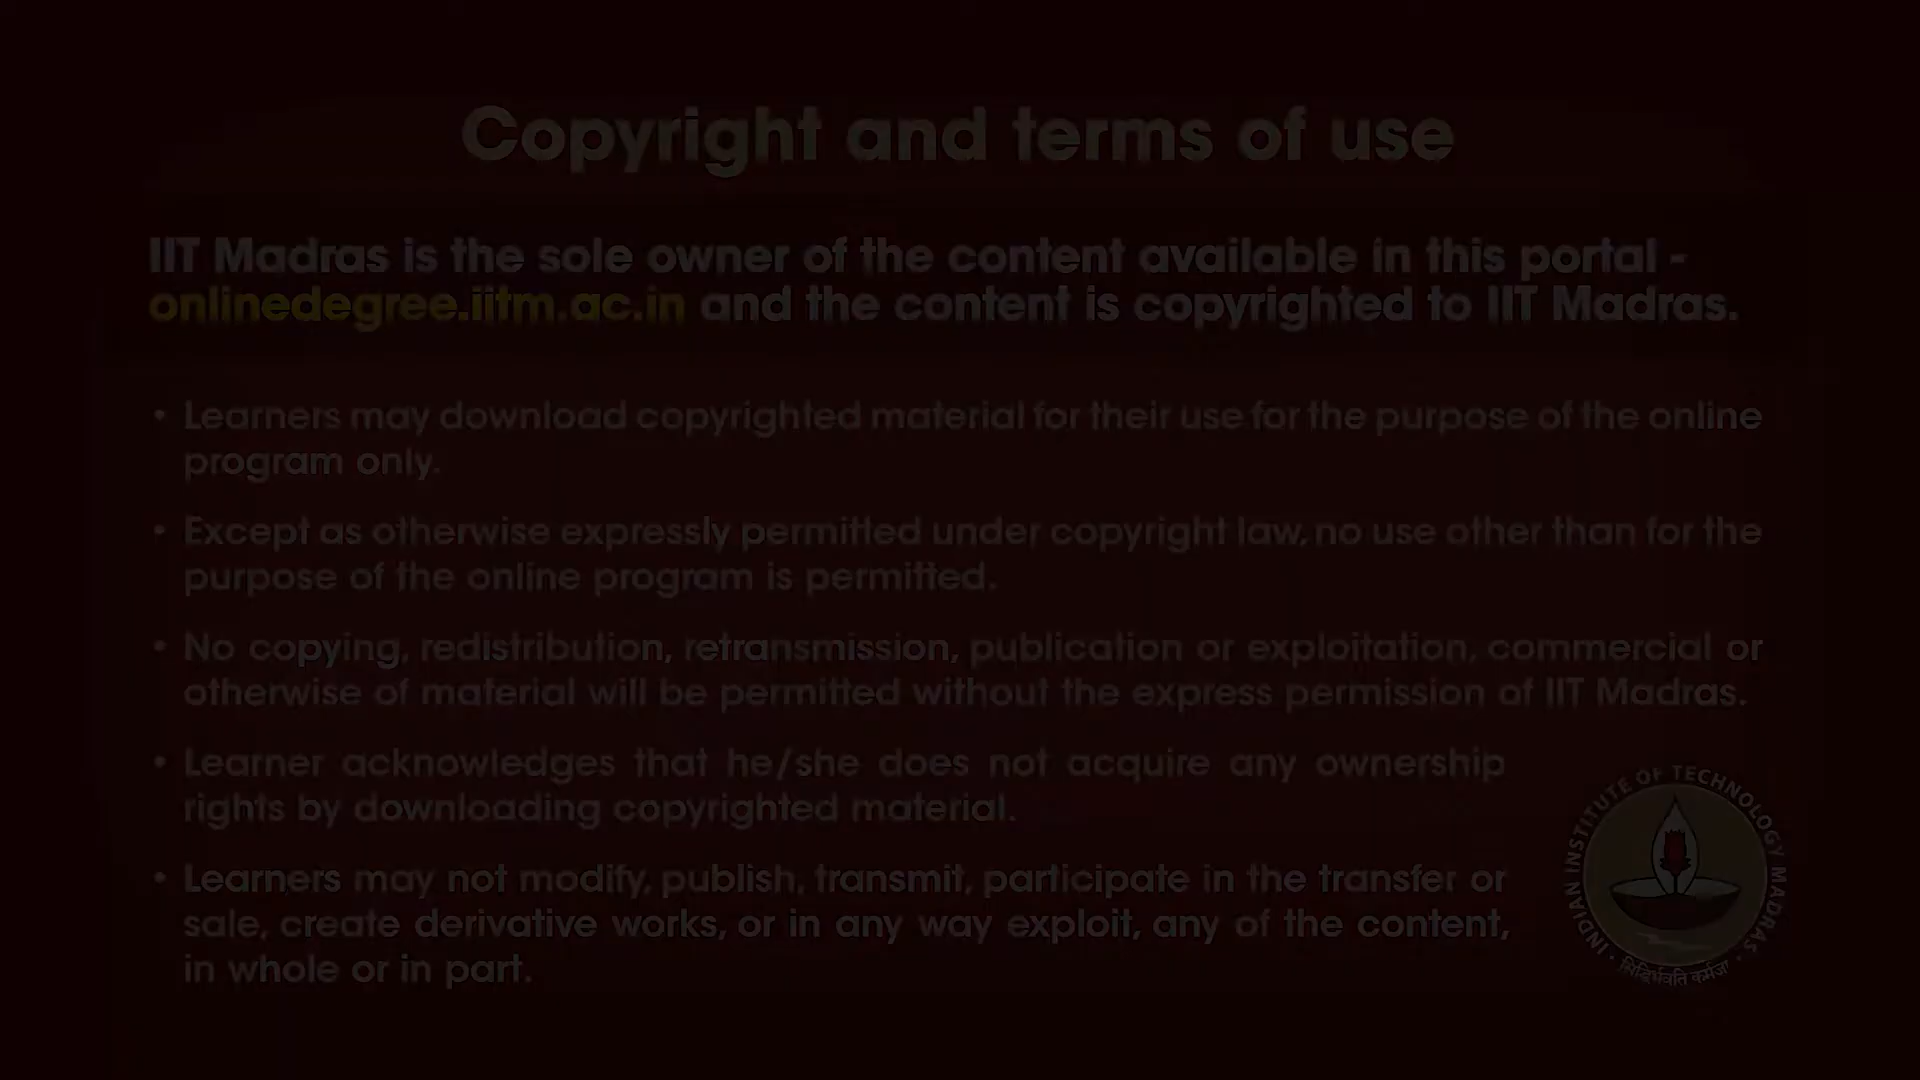 Copyright and terms of use
IIT Madras is the sole owner of the content available in this portal -
onlinedegree.iitm.ac.in and the content is copyrighted to IIT Madras.
• Learners may download copyrighted material for their use for the purpose of the online
program only.
• Except as otherwise expressly permitted under copyright law, no use other than for the
purpose of the online program is permitted.
• No copying, redistribution, retransmission, publication or exploitation, commercial or
otherwise of material will be permitted without the express permission of IIT Madras.
• Learner acknowledges that he/she does not acquire any ownership
rights by downloading copyrighted material.
• Learners may not modify, publish, transmit, participate in the transfer or
sale, create derivative works, or in any way exploit, any of the content,
in whole or in part.
INDIAN INSTITUTE OF TECHNOLOGY MADRAS
सिद्धिर्भवति कर्मजा